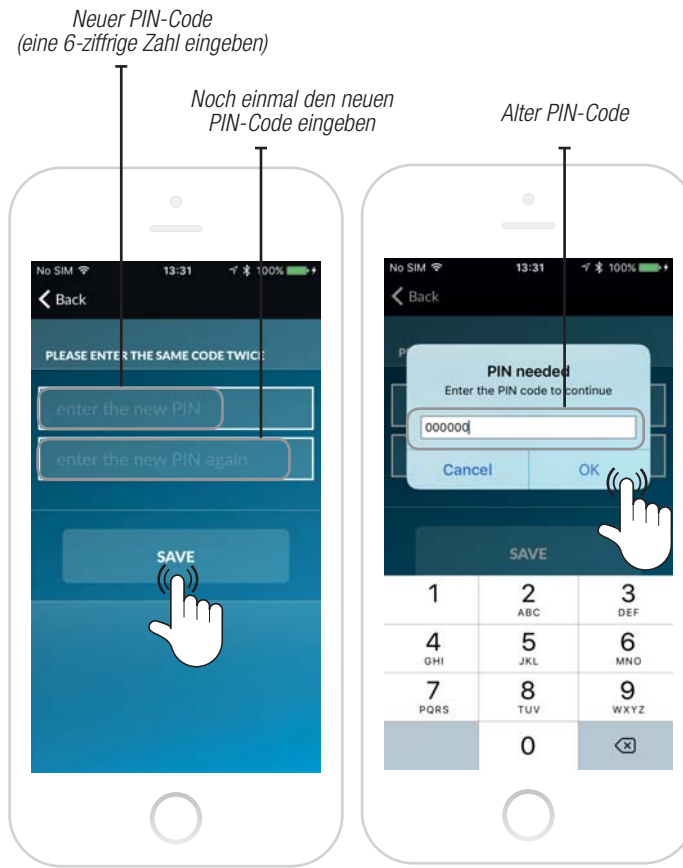 Neuer PIN-Code
(eine 6-ziffrige Zahl eingeben)
Noch einmal den neuen
PIN-Code eingeben
Alter PIN-Code
No SIM 13:31 100%
Back
PLEASE ENTER THE SAME CODE TWICE
enter the new PIN
enter the new PIN again
SAVE
No SIM 13:31 100%
Back
P
PIN needed
Enter the PIN code to continue
000000
Cancel OK
SAVE
1 2 3
ABC DEF
4 5 6
GHI JKL MNO
7 8 9
PQRS TUV WXYZ
0